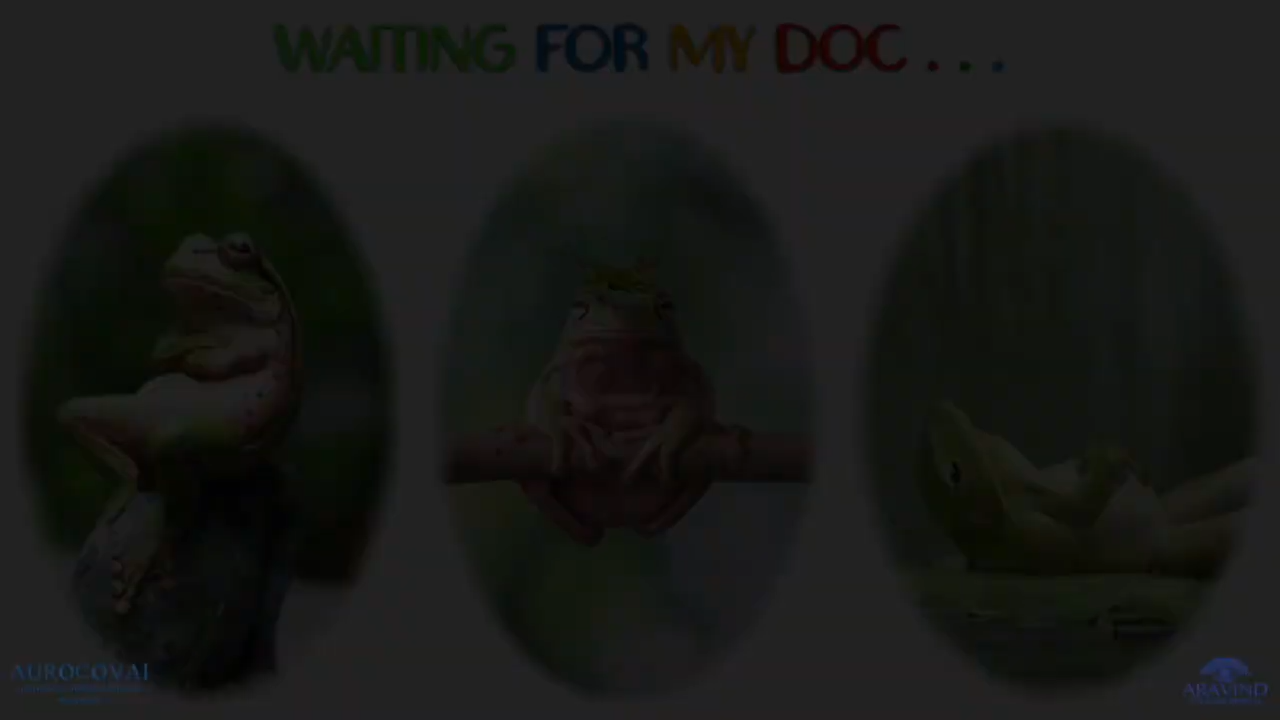 WAITING FOR MY DOC . . .
AUROCOVAI
ARAVIND